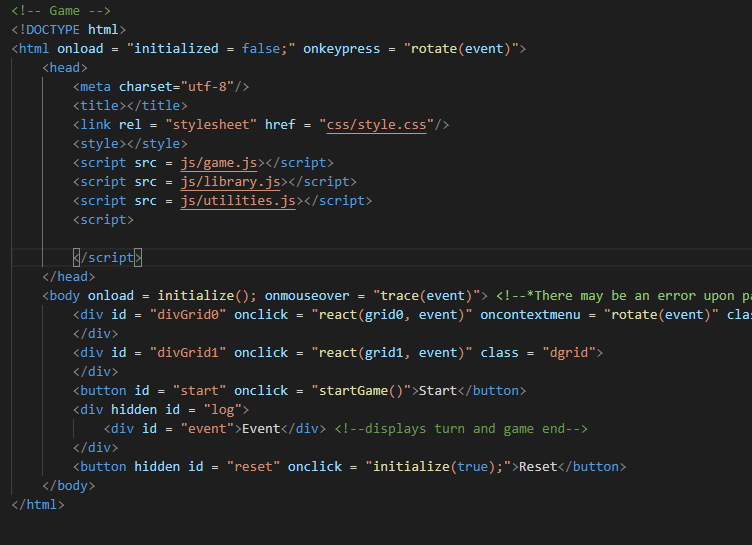 <!-- Game -->
<!DOCTYPE html>
<html onload = "initialized = false;" onkeypress = "rotate(event)">
<head>
<meta charset="utf-8"/>
<title></title>
<link rel = "stylesheet" href = "css/style.css"/>
<style></style>
<script src = js/game.js></script>
<script src = js/library.js></script>
<script src = js/utilities.js></script>
<script>
</script>
</head>
<body onload = initialize(); onmouseover = "trace(event)"> <!--*There may be an error upon pa
<div id = "divGrid0" onclick = "react(grid0, event)" oncontextmenu = "rotate(event)" clas
</div>
<div id = "divGrid1" onclick = "react(grid1, event)" class = "dgrid">
</div>
<button id = "start" onclick = "startGame()">Start</button>
<div hidden id = "log">
<div id = "event">Event</div> <!--displays turn and game end-->
</div>
<button hidden id = "reset" onclick = "initialize(true);">Reset</button>
</body>
</html>